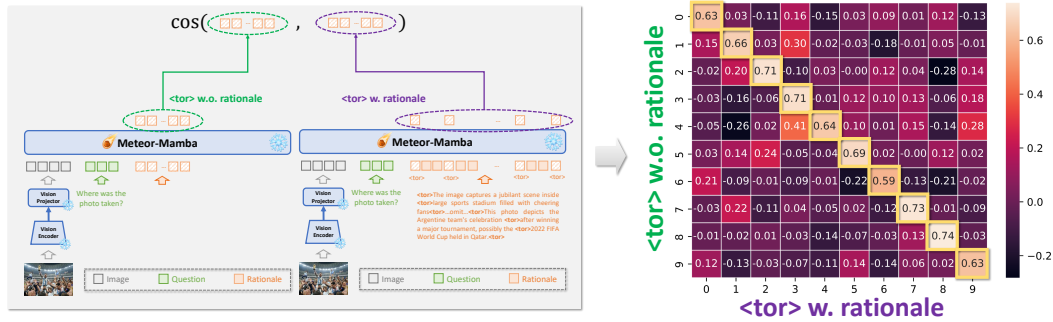 cos( – , – )
<tor> w.o. rationale
<tor> w. rationale
Meteor-Mamba
Meteor-Mamba
– 
–
<tor> <tor> <tor> <tor>
Vision Projector
Where was the photo taken?
Vision Encoder
Vision Projector
Where was the photo taken?
Vision Encoder
<tor>The image captures a jubilant scene inside
<tor>large sports stadium filled with cheering
fans<tor>…omit…<tor>This photo depicts the
Argentine team's celebration <tor>after winning
a major tournament, possibly the <tor>2022 FIFA
World Cup held in Qatar.<tor>
Image Question Rationale
Image Question Rationale
<tor> w.o. rationale
0 0.63 0.03 -0.11 0.16 -0.15 0.03 0.09 0.01 0.12 -0.13
1 0.15 0.66 0.03 0.30 -0.02 -0.03 -0.18 -0.01 0.05 -0.01
2 -0.02 0.20 0.71 -0.10 0.03 -0.00 0.12 0.04 -0.28 0.14
3 -0.03 -0.16 -0.06 0.71 -0.01 0.12 0.10 0.13 -0.06 0.18
4 -0.05 -0.26 0.02 0.41 0.64 0.10 0.01 0.15 -0.14 0.28
5 0.03 0.14 0.24 -0.05 -0.04 0.69 0.02 -0.00 0.12 0.02
6 0.21 -0.09 -0.01 -0.09 0.05 -0.22 0.59 -0.13 -0.21 -0.02
7 -0.03 0.22 -0.11 0.04 -0.05 0.02 -0.17 0.73 -0.01 -0.09
8 -0.01 0.02 -0.03 0.04 -0.14 -0.07 -0.07 0.13 0.74 -0.03
9 0.12 -0.13 0.03 -0.07 -0.11 0.14 -0.14 0.06 0.02 0.63
0 1 2 3 4 5 6 7 8 9
<tor> w. rationale
0.6
0.4
0.2
0.0
-0.2